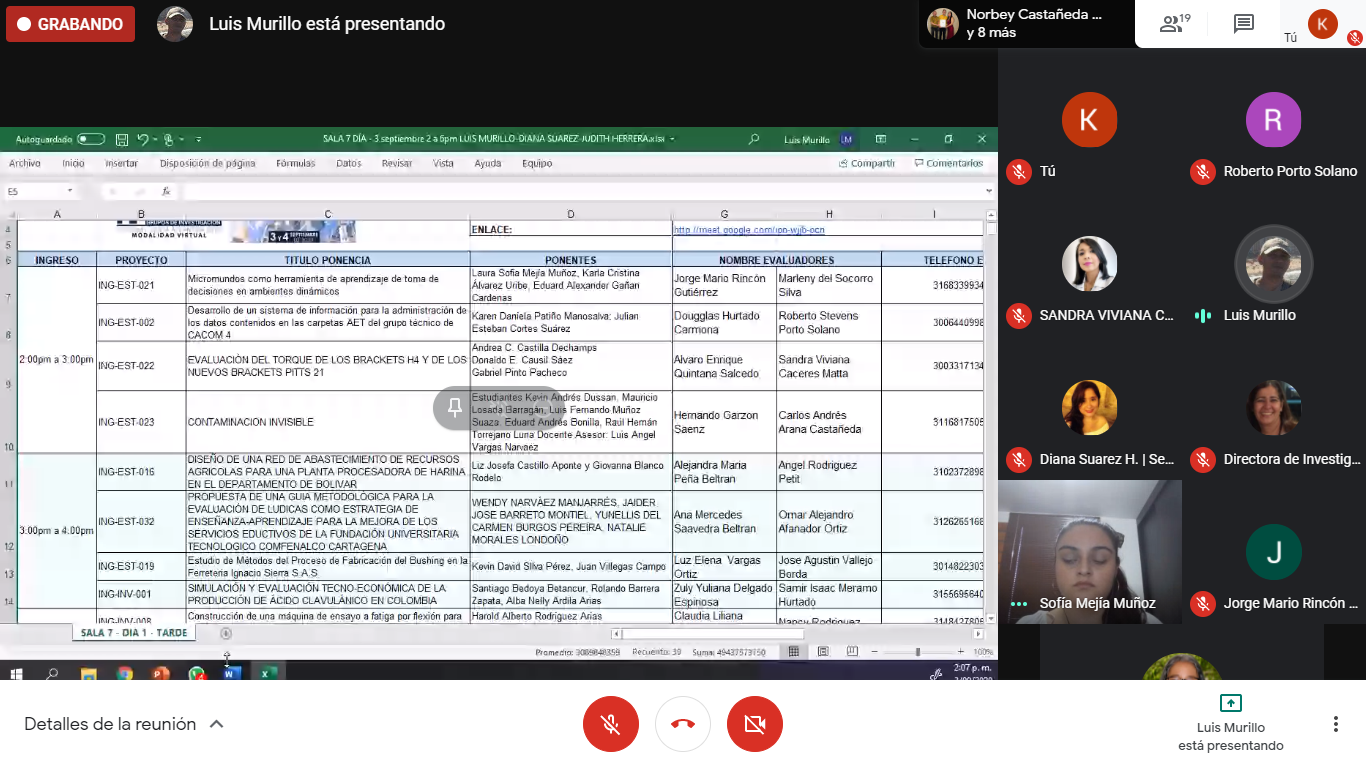 GRABANDO
Luis Murillo está presentando
Norbey Castañeda ...
y 8 más
19
Tú
K
Autoguardado
SALA 7 DÍA - 3 septiembre 2 a 6pm LUIS MURILLO-DIANA SUAREZ-JUDITH HERRERA.xlsx
Luis Murillo
LM
Archivo
Inicio
Insertar
Disposición de página
Fórmulas
Datos
Revisar
Vista
Ayuda
Equipo
Compartir
Comentarios
E5
fx
A
B
C
D
G
H
I
4
MODALIDAD VIRTUAL
3 y 4 SEPTIEMBRE
ENLACE:
5
6
INGRESO
PROYECTO
TITULO PONENCIA
PONENTES
NOMBRE EVALUADORES
TELEFONO E
2:00pm a 3:00pm
7
ING-EST-021
Micromundos como herramienta de aprendizaje de toma de
decisiones en ambientes dinámicos
Laura Sofia Mejía Muñoz, Karla Cristina
Álvarez Uribe, Eduard Alexander Gañan
Cardenas
Jorge Mario Rincón
Gutiérrez
Marleny del Socorro
Silva
3168339934
8
ING-EST-002
Desarrollo de un sistema de información para la administración de
los datos contenidos en las carpetas AET del grupo técnico de
CACOM 4
Karen Daniela Patiño Manosalva; Julian
Esteban Cortes Suárez
Dougglas Hurtado
Carmona
Roberto Stevens
Porto Solano
3006440998
9
ING-EST-022
EVALUACIÓN DEL TORQUE DE LOS BRACKETS H4 Y DE LOS
NUEVOS BRACKETS PITTS 21
Andrea C. Castilla Dechamps
Donaldo E. Causil Sáez
Gabriel Pinto Pacheco
Alvaro Enrique
Quintana Salcedo
Sandra Viviana
Caceres Matta
3003317134
10
ING-EST-023
CONTAMINACION INVISIBLE
Estudiantes Kevin Andrés Dussan, Mauricio
Losada Barragán, Luis Fernando Muñoz
Suaza, Eduard Andrés Bonilla, Raúl Hernán
Torrejano Luna Docente Asesor: Luis Angel
Vargas Narvaez
Hernando Garzon
Saenz
Carlos Andrés
Arana Castañeda
3116817505
3:00pm a 4:00pm
11
ING-EST-016
DISEÑO DE UNA RED DE ABASTECIMIENTO DE RECURSOS
AGRICOLAS PARA UNA PLANTA PROCESADORA DE HARINA
EN EL DEPARTAMENTO DE BOLIVAR
Liz Josefa Castillo Aponte y Giovanna Blanco
Rodelo
Alejandra Maria
Peña Beltran
Angel Rodriguez
Petit
3102372898
12
ING-EST-032
PROPUESTA DE UNA GUIA METODOLÓGICA PARA LA
EVALUACIÓN DE LUDICAS COMO ESTRATEGIA DE
ENSEÑANZA-APRENDIZAJE PARA LA MEJORA DE LOS
SERVICIOS EDUCTIVOS DE LA FUNDACIÓN UNIVERSITARIA
TECNOLOGICO COMFENALCO CARTAGENA
WENDY NARVÁEZ MANJARRÉS, JAIDER
JOSE BARRETO MONTIEL, YUNELLIS DEL
CARMEN BURGOS PEREIRA, NATALIE
MORALES LONDOÑO
Ana Mercedes
Saavedra Beltran
Omar Alejandro
Afanador Ortiz
3126265168
13
ING-EST-019
Estudio de Métodos del Proceso de Fabricación del Bushing en la
Ferreteria Ignacio Sierra S.A.S
Kevin David Silva Pérez, Juan Villegas Campo
Luz Elena Vargas
Ortiz
Jose Agustin Vallejo
Borda
3014822303
14
ING-INV-001
SIMULACIÓN Y EVALUACIÓN TECNO-ECONÓMICA DE LA
PRODUCCIÓN DE ÁCIDO CLAVULÁNICO EN COLOMBIA
Santiago Bedoya Betancur, Rolando Barrera
Zapata, Alba Nelly Ardila Arias
Zuly Yuliana Delgado
Espinosa
Samir Isaac Meramo
Hurtado
3155695640
ING-INV-008
Construcción de una máquina de ensayo a fatiga por flexión para
Harold Alberto Rodríguez Arias
Claudia Liliana
Nancy Rodriguez
SALA 7 - DIA 1 - TARDE
Recuento: 39
100%
2:07 p. m.
K
Tú
R
Roberto Porto Solano
SANDRA VIVIANA C...
Luis Murillo
Diana Suarez H. | Se...
Directora de Investig...
Sofía Mejía Muñoz
J
Jorge Mario Rincón ...
Detalles de la reunión
Luis Murillo
está presentando